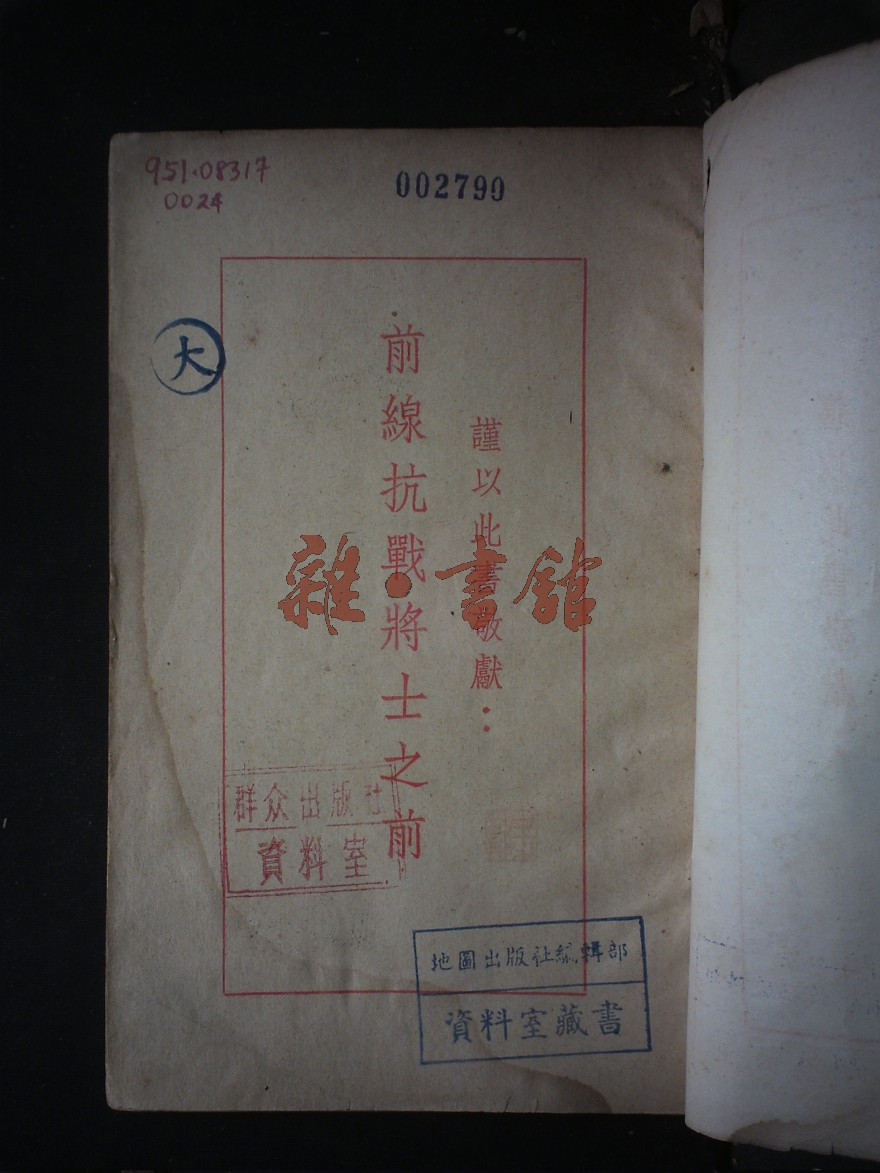 951.08317
0024
002790
大
謹以此書敬獻：
前線抗戰將士之前
雜·書館
群众出版社
資料室
地圖出版社編輯部
資料室藏書